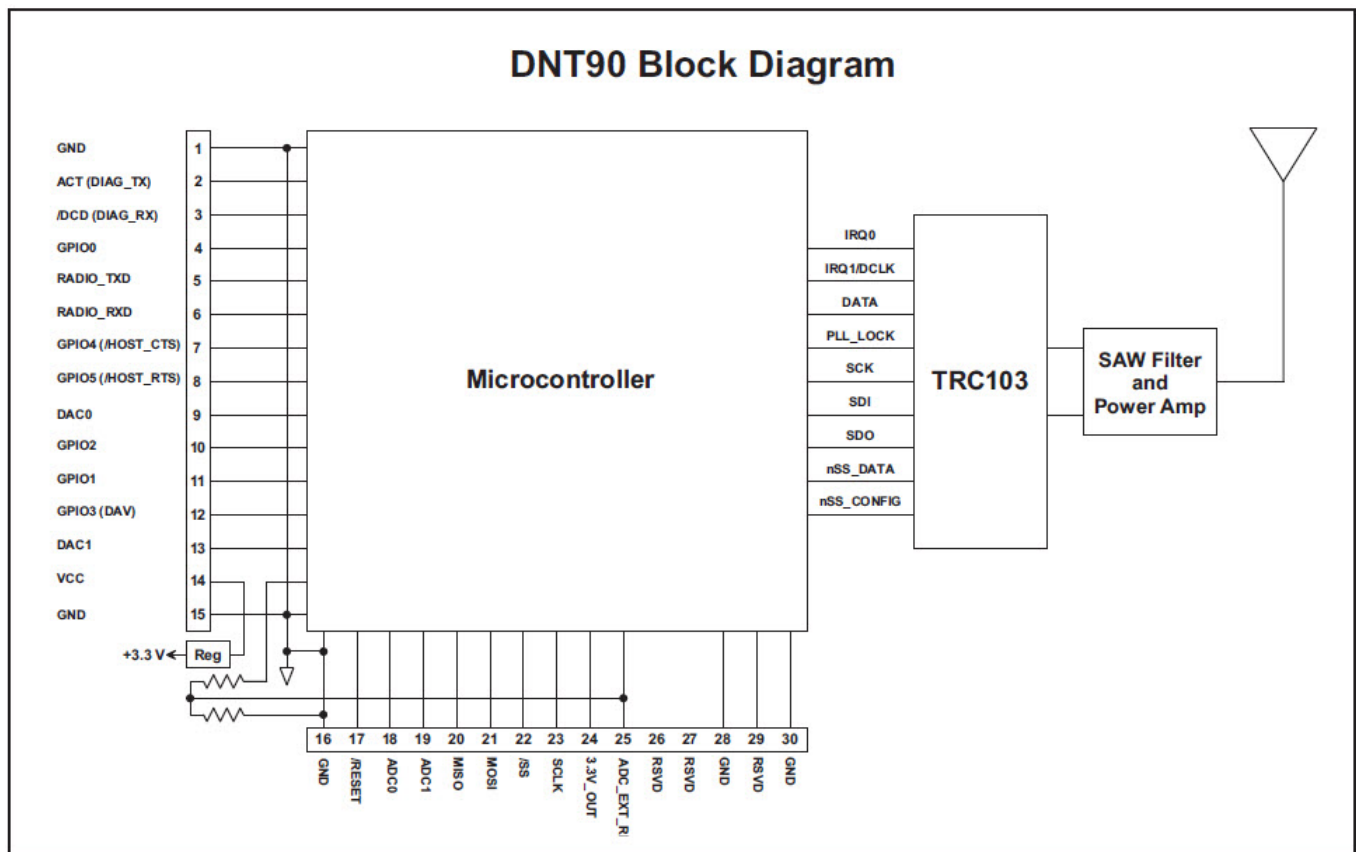 DNT90 Block Diagram
GND 1
ACT (DIAG_TX) 2
/DCD (DIAG_RX) 3
GPIO0 4
RADIO_TXD 5
RADIO_RXD 6
GPIO4 (/HOST_CTS) 7
GPIO5 (/HOST_RTS) 8
DAC0 9
GPIO2 10
GPIO1 11
GPIO3 (DAV) 12
DAC1 13
VCC 14
GND 15
+3.3 V
Reg
Microcontroller
IRQ0
IRQ1/DCLK
DATA
PLL_LOCK
SCK
SDI
SDO
nSS_DATA
nSS_CONFIG
TRC103
SAW Filter
and
Power Amp
16 17 18 19 20 21 22 23 24 25 26 27 28 29 30
GND
/RESET
ADC0
ADC1
MISO
MOSI
/SS
SCLK
3.3V_OUT
ADC_EXT_R
RSVD
RSVD
GND
RSVD
GND